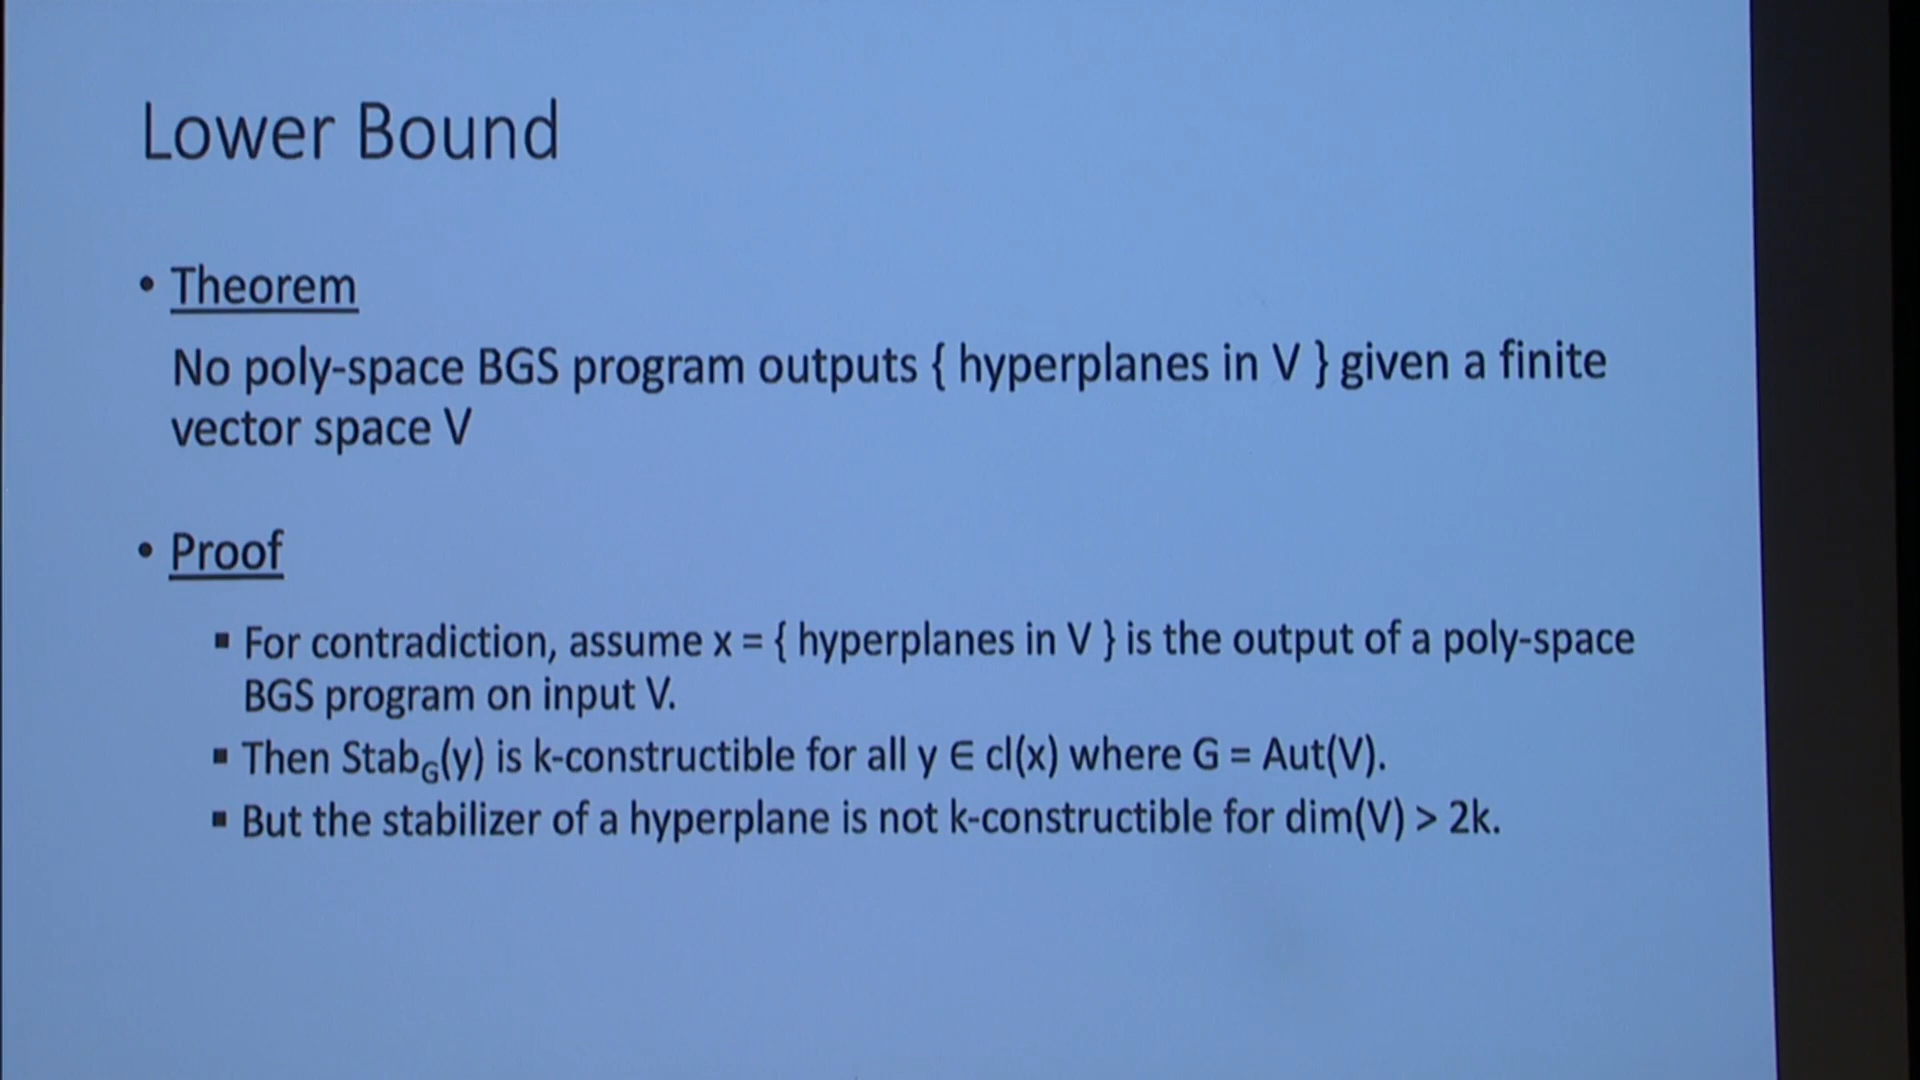 Lower Bound
• Theorem
No poly-space BGS program outputs { hyperplanes in V } given a finite
vector space V
• Proof
▪ For contradiction, assume x = { hyperplanes in V } is the output of a poly-space
BGS program on input V.
▪ Then Stab_G(y) is k-constructible for all y ∈ cl(x) where G = Aut(V).
▪ But the stabilizer of a hyperplane is not k-constructible for dim(V) > 2k.